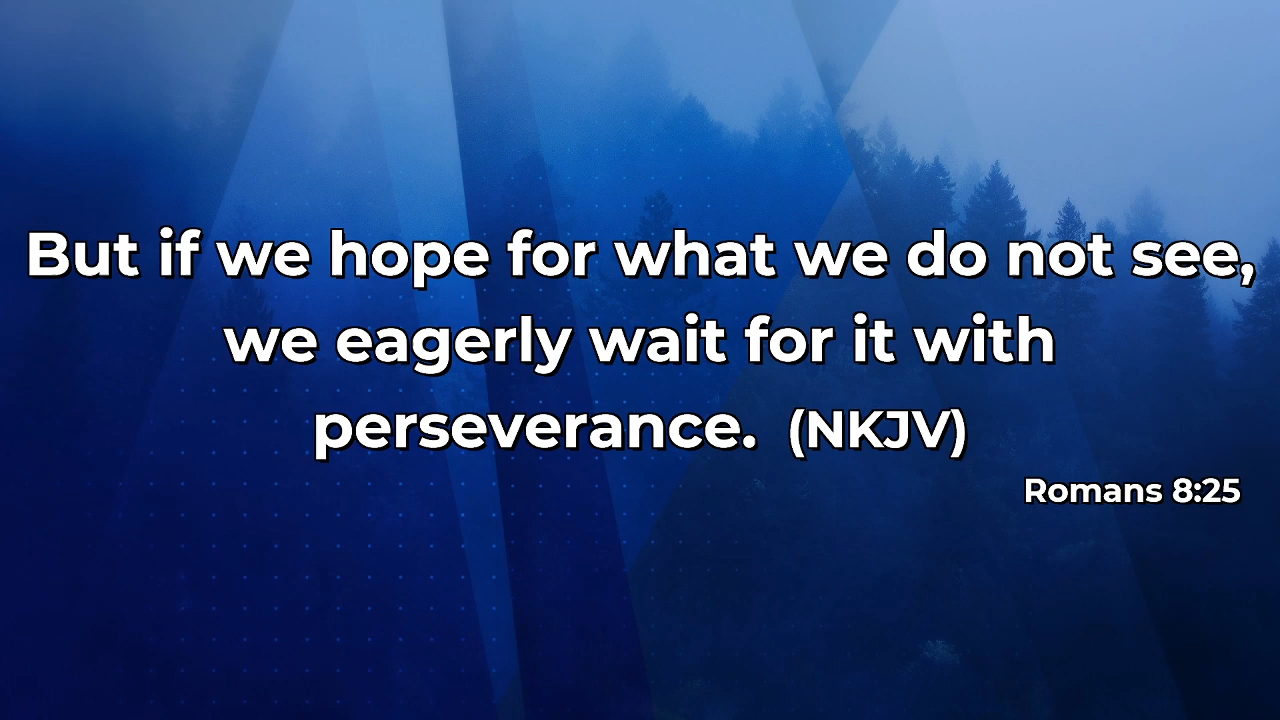 But if we hope for what we do not see,
we eagerly wait for it with
perseverance. (NKJV)
Romans 8:25